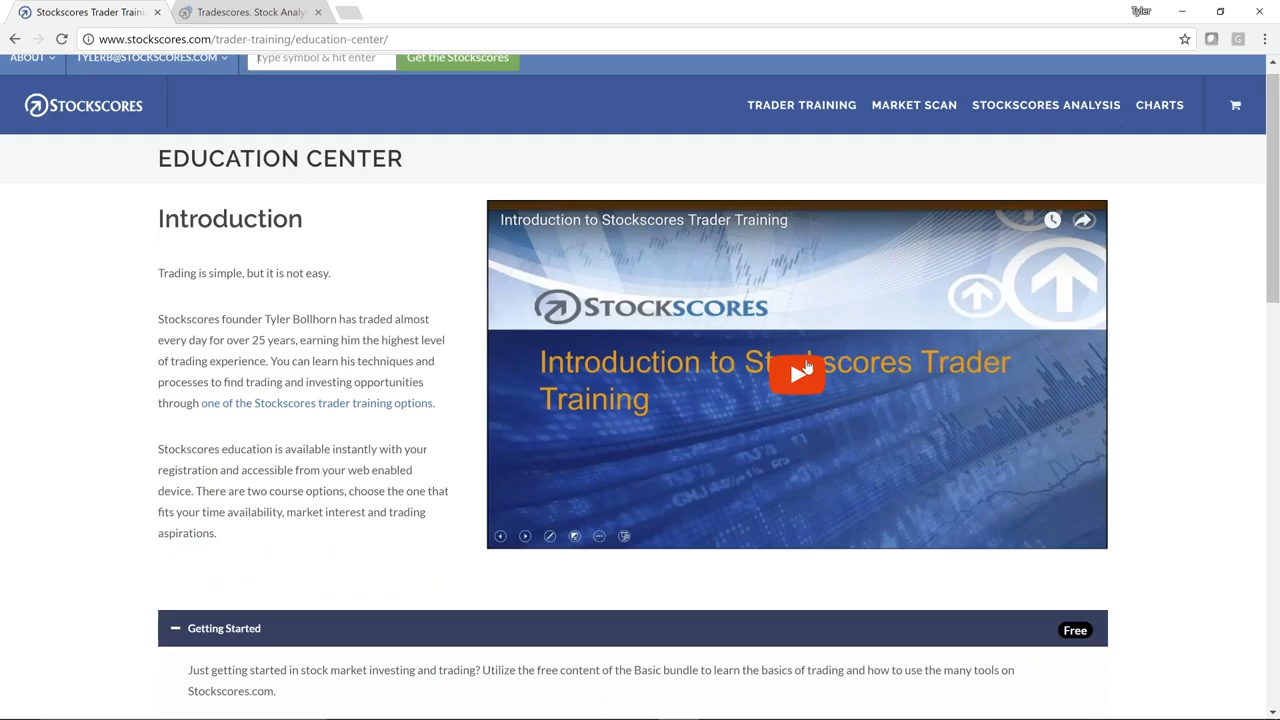 Stockscores Trader Traini
Tradescores. Stock Analy
Tyler
www.stockscores.com/trader-training/education-center/
ABOUT
TYLERB@STOCKSCORES.COM
type symbol & hit enter
Get the Stockscores
STOCKSCORES
TRADER TRAINING
MARKET SCAN
STOCKSCORES ANALYSIS
CHARTS
EDUCATION CENTER
Introduction
Trading is simple, but it is not easy.
Stockscores founder Tyler Bollhorn has traded almost
every day for over 25 years, earning him the highest level
of trading experience. You can learn his techniques and
processes to find trading and investing opportunities
through one of the Stockscores trader training options.
Stockscores education is available instantly with your
registration and accessible from your web enabled
device. There are two course options, choose the one that
fits your time availability, market interest and trading
aspirations.
Introduction to Stockscores Trader Training
STOCKSCORES
Introduction to St scores Trader
Training
Getting Started
Free
Just getting started in stock market investing and trading? Utilize the free content of the Basic bundle to learn the basics of trading and how to use the many tools on
Stockscores.com.